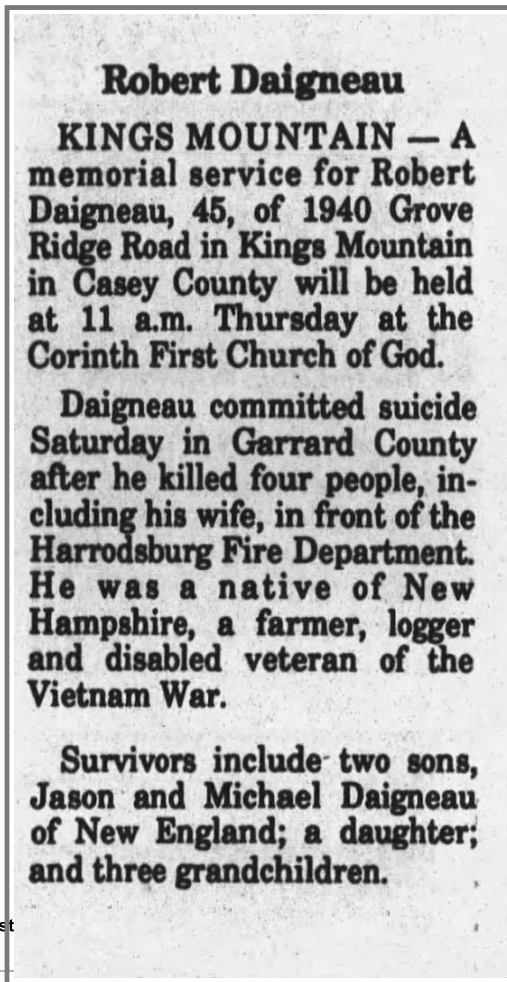 Robert Daigneau
KINGS MOUNTAIN — A
memorial service for Robert
Daigneau, 45, of 1940 Grove
Ridge Road in Kings Mountain
in Casey County will be held
at 11 a.m. Thursday at the
Corinth First Church of God.
Daigneau committed suicide
Saturday in Garrard County
after he killed four people, in-
cluding his wife, in front of the
Harrodsburg Fire Department.
He was a native of New
Hampshire, a farmer, logger
and disabled veteran of the
Vietnam War.
Survivors include two sons,
Jason and Michael Daigneau
of New England; a daughter;
and three grandchildren.
st